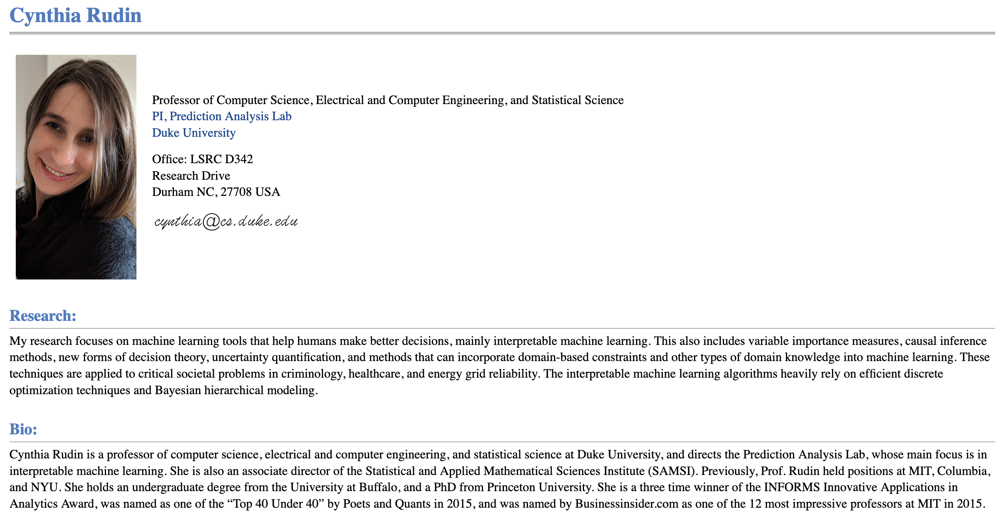 Cynthia Rudin
Professor of Computer Science, Electrical and Computer Engineering, and Statistical Science
PI, Prediction Analysis Lab
Duke University
Office: LSRC D342
Research Drive
Durham NC, 27708 USA
cynthia@cs.duke.edu
Research:
My research focuses on machine learning tools that help humans make better decisions, mainly interpretable machine learning. This also includes variable importance measures, causal inference
methods, new forms of decision theory, uncertainty quantification, and methods that can incorporate domain-based constraints and other types of domain knowledge into machine learning. These
techniques are applied to critical societal problems in criminology, healthcare, and energy grid reliability. The interpretable machine learning algorithms heavily rely on efficient discrete
optimization techniques and Bayesian hierarchical modeling.
Bio:
Cynthia Rudin is a professor of computer science, electrical and computer engineering, and statistical science at Duke University, and directs the Prediction Analysis Lab, whose main focus is in
interpretable machine learning. She is also an associate director of the Statistical and Applied Mathematical Sciences Institute (SAMSI). Previously, Prof. Rudin held positions at MIT, Columbia,
and NYU. She holds an undergraduate degree from the University at Buffalo, and a PhD from Princeton University. She is a three time winner of the INFORMS Innovative Applications in
Analytics Award, was named as one of the “Top 40 Under 40” by Poets and Quants in 2015, and was named by Businessinsider.com as one of the 12 most impressive professors at MIT in 2015.